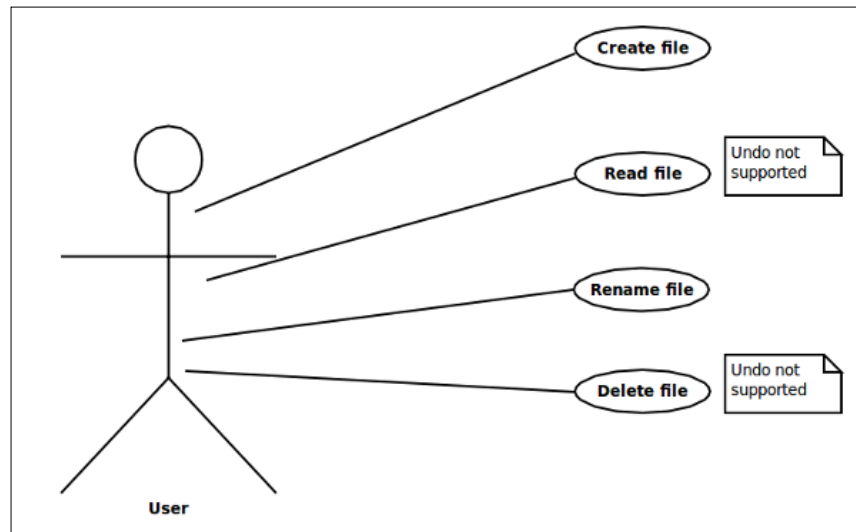 Create file
Read file
Undo not
supported
Rename file
Delete file
Undo not
supported
User